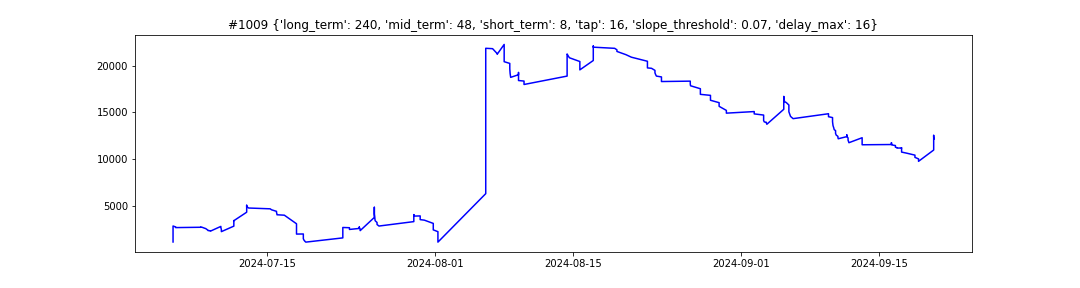 #1009 {'long_term': 240, 'mid_term': 48, 'short_term': 8, 'tap': 16, 'slope_threshold': 0.07, 'delay_max': 16}
20000
15000
10000
5000
2024-07-15 2024-08-01 2024-08-15 2024-09-01 2024-09-15